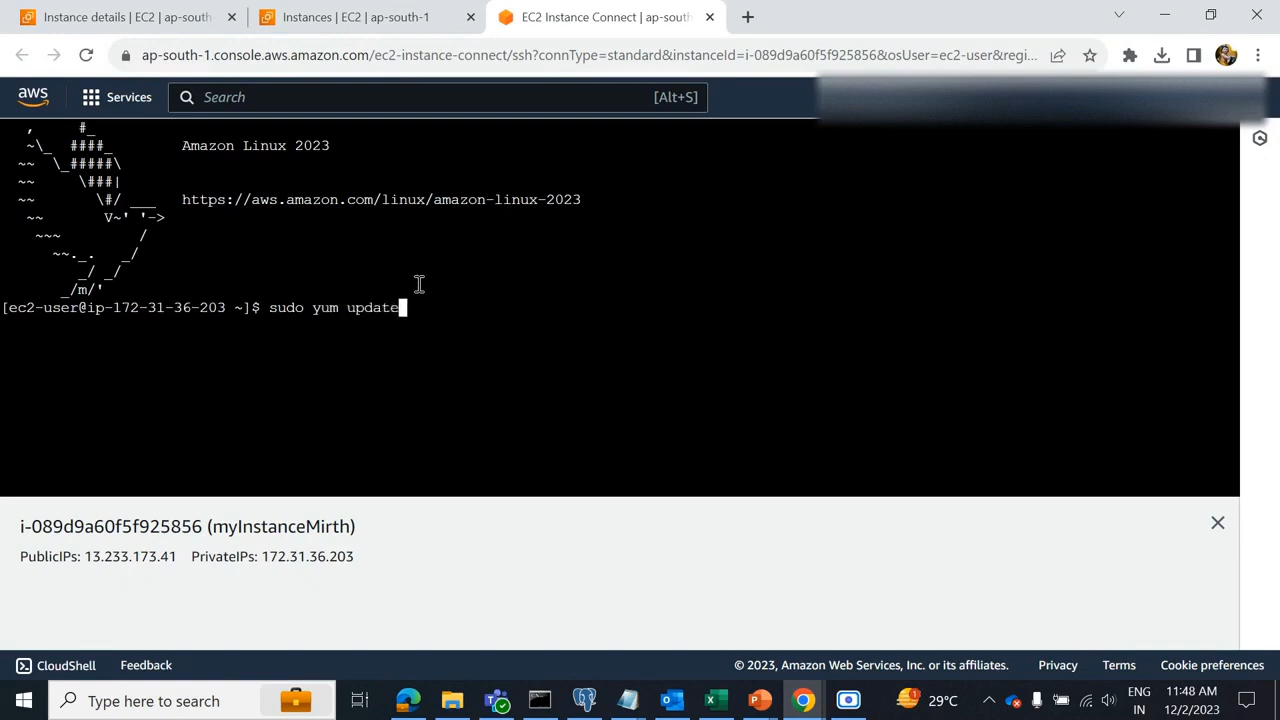 Instance details | EC2 | ap-south
Instances | EC2 | ap-south-1
EC2 Instance Connect | ap-sout
ap-south-1.console.aws.amazon.com/ec2-instance-connect/ssh?connType=standard&instanceId=i-089d9a60f5f925856&osUser=ec2-user&regi...
aws
Services
Search
[Alt+S]
,     #_
~\_  ####_        Amazon Linux 2023
~~  \_#####\
~~     \###|
~~       \#/ ___   https://aws.amazon.com/linux/amazon-linux-2023
~~       V~' '->
~~~         /
~~._.   _/
_/ _/
_/m/'
[ec2-user@ip-172-31-36-203 ~]$ sudo yum update
i-089d9a60f5f925856 (myInstanceMirth)
PublicIPs: 13.233.173.41    PrivateIPs: 172.31.36.203
CloudShell
Feedback
© 2023, Amazon Web Services, Inc. or its affiliates.
Privacy
Terms
Cookie preferences
Type here to search
29°C
ENG
IN
11:48 AM
12/2/2023